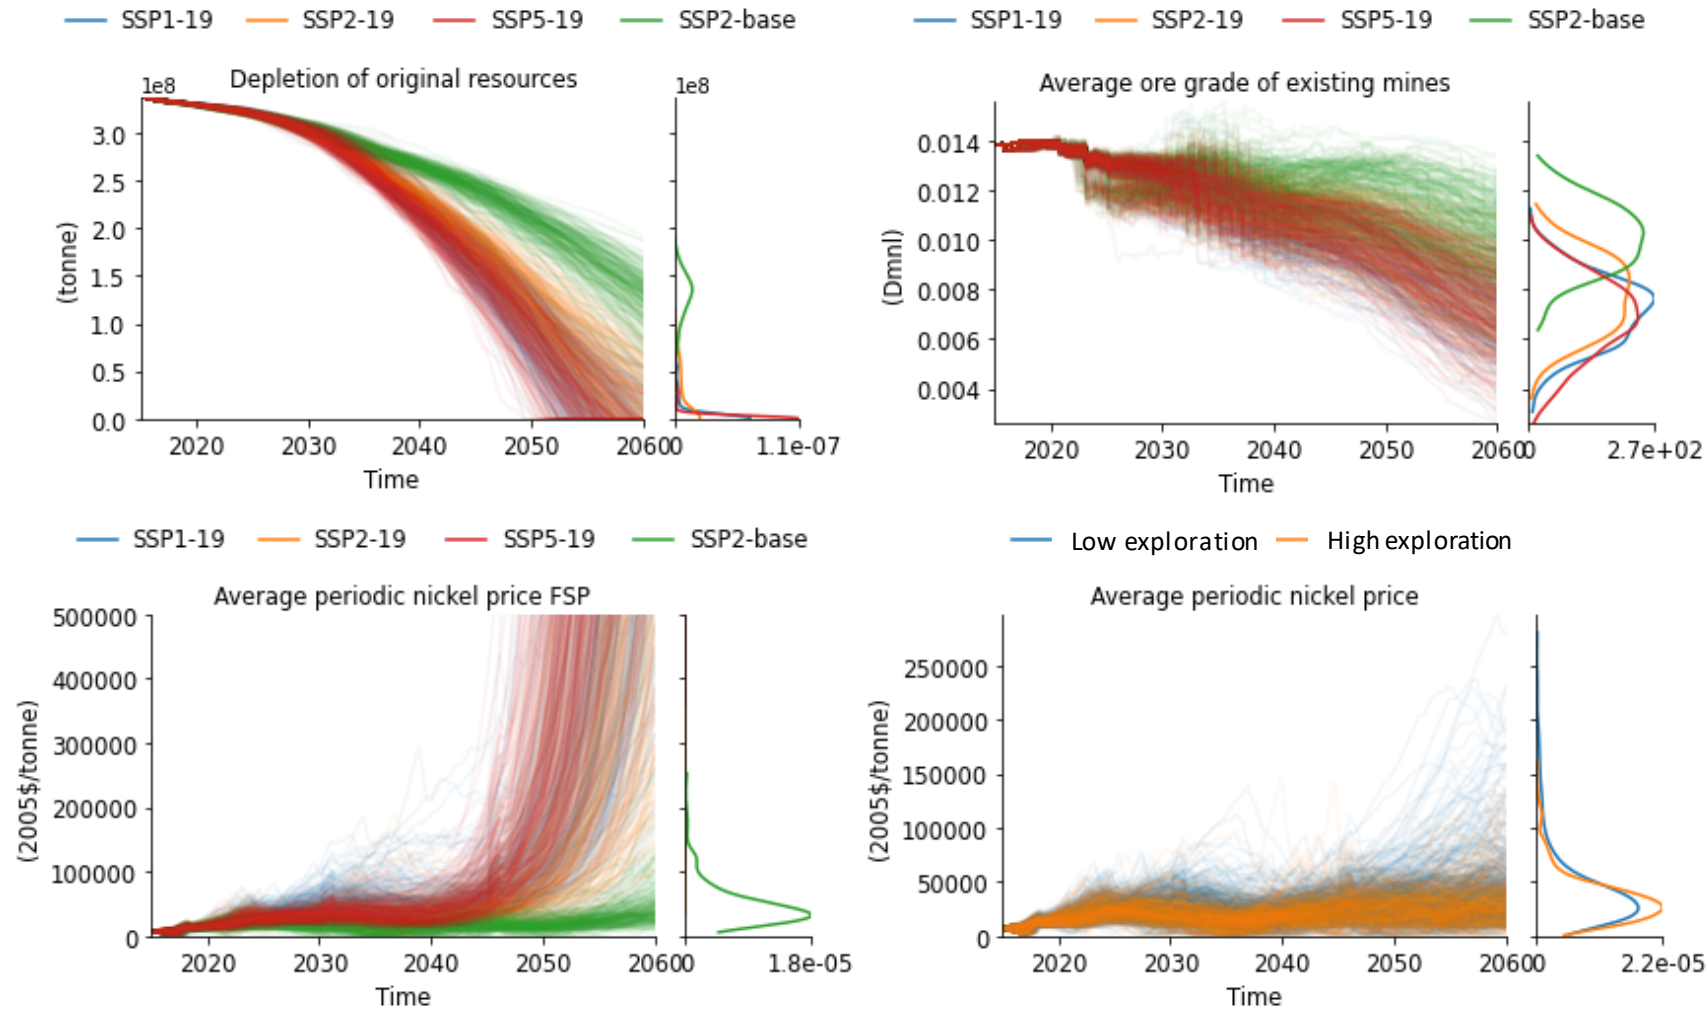 SSP1-19 SSP2-19 SSP5-19 SSP2-base
Depletion of original resources
1e8
1e8
(tonne)
3.0
2.5
2.0
1.5
1.0
0.5
0.0
2020 2030 2040 2050 2060
0 1.1e-07
Time
SSP1-19 SSP2-19 SSP5-19 SSP2-base
Average ore grade of existing mines
(Dmnl)
0.014
0.012
0.010
0.008
0.006
0.004
2020 2030 2040 2050 2060
0 2.7e+02
Time
SSP1-19 SSP2-19 SSP5-19 SSP2-base
Average periodic nickel price FSP
(2005$/tonne)
500000
400000
300000
200000
100000
0
2020 2030 2040 2050 2060
0 1.8e-05
Time
Low exploration High exploration
Average periodic nickel price
(2005$/tonne)
250000
200000
150000
100000
50000
0
2020 2030 2040 2050 2060
0 2.2e-05
Time